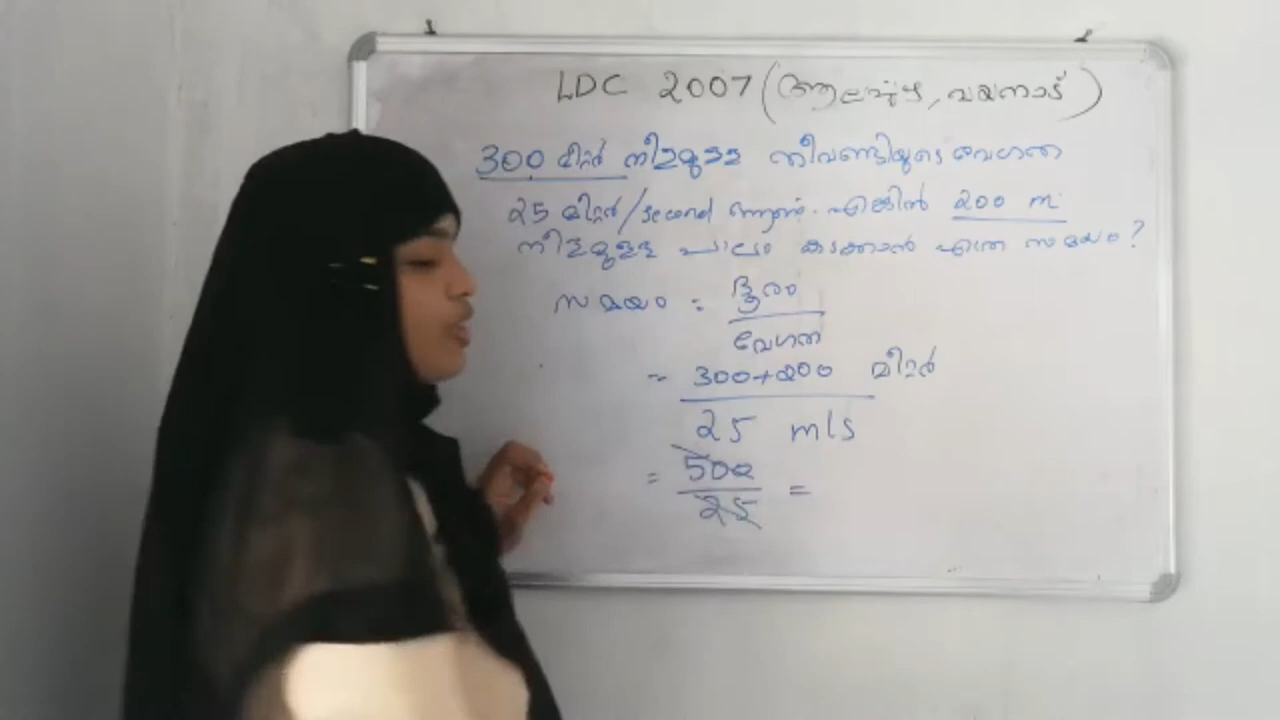 LDC 2007 (ആലപ്പുഴ, വയനാട്)
300 മീറ്റർ നീളമുള്ള തീവണ്ടിയുടെ വേഗത
25 മീറ്റർ/second ആണ്. എങ്കിൽ 200 m
നീളമുള്ള പാലം കടക്കാൻ എത്ര സമയം?
സമയം = ദൂരം
വേഗത
= 300+200 മീറ്റർ
25 m/s
= 500
25 =